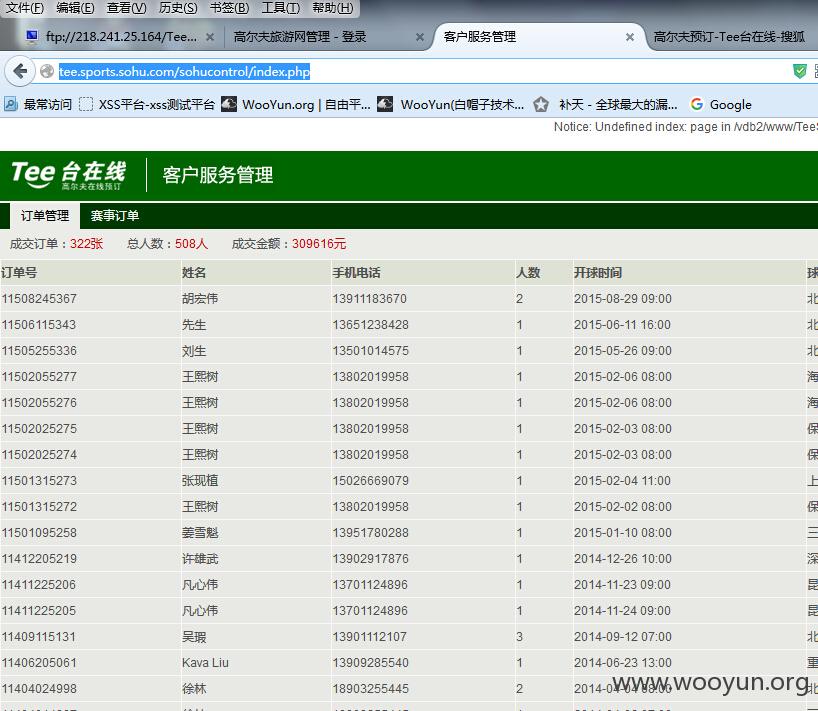 文件(F) 编辑(E) 查看(V) 历史(S) 书签(B) 工具(T) 帮助(H)
ftp://218.241.25.164/Tee... × 高尔夫旅游网管理 - 登录 × 客户服务管理 × 高尔夫预订-Tee台在线-搜狐
tee.sports.sohu.com/sohucontrol/index.php
最常访问 XSS平台-xss测试平台 WooYun.org | 自由平... WooYun(白帽子技术... 补天 - 全球最大的漏... Google
Notice: Undefined index: page in /vdb2/www/TeeS
Tee 台在线 客户服务管理
高尔夫在线预订
订单管理 赛事订单
成交订单：322张 总人数：508人 成交金额：309616元
订单号 姓名 手机电话 人数 开球时间 球
11508245367 胡宏伟 13911183670 2 2015-08-29 09:00 北
11506115343 先生 13651238428 1 2015-06-11 16:00 北
11505255336 刘生 13501014575 1 2015-05-26 09:00 北
11502055277 王熙树 13802019958 1 2015-02-06 08:00 海
11502055276 王熙树 13802019958 1 2015-02-06 08:00 海
11502025275 王熙树 13802019958 1 2015-02-03 08:00 保
11502025274 王熙树 13802019958 1 2015-02-03 08:00 保
11501315273 张现植 15026669079 1 2015-02-04 11:00 上
11501315272 王熙树 13802019958 1 2015-02-02 08:00 保
11501095258 姜雪魁 13951780288 1 2015-01-10 08:00 三
11412205219 许雄武 13902917876 1 2014-12-26 10:00 深
11411225206 凡心伟 13701124896 1 2014-11-23 09:00 昆
11411225205 凡心伟 13701124896 1 2014-11-24 09:00 昆
11409115131 吴瑕 13901112107 3 2014-09-12 07:00 北
11406205061 Kava Liu 13909285540 1 2014-06-23 13:00 重
11404024998 徐林 18903255445 2 2014-04-04 08:00 北
www.wooyun.org